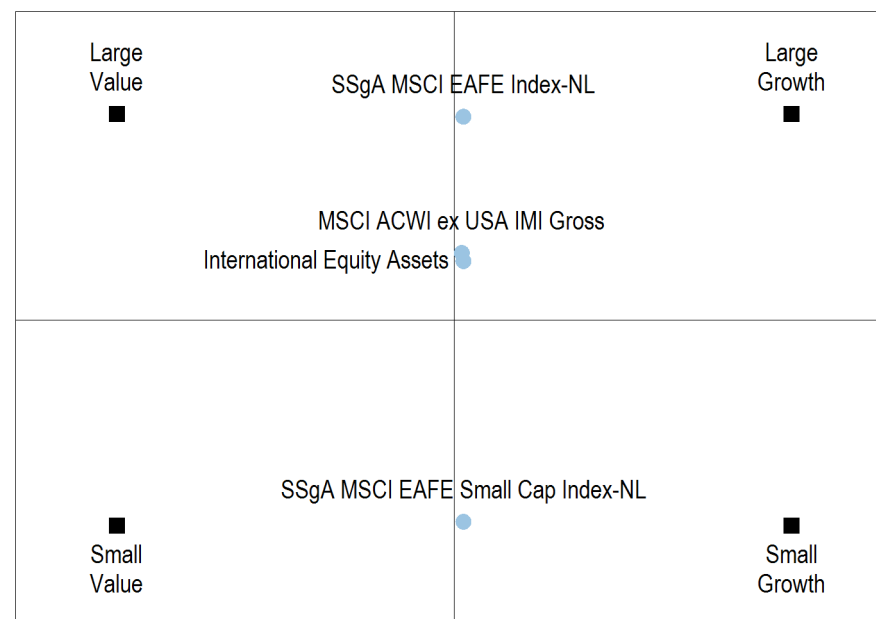 Large
Value
SSgA MSCI EAFE Index-NL
Large
Growth
MSCI ACWI ex USA IMI Gross
International Equity Assets
SSgA MSCI EAFE Small Cap Index-NL
Small
Value
Small
Growth